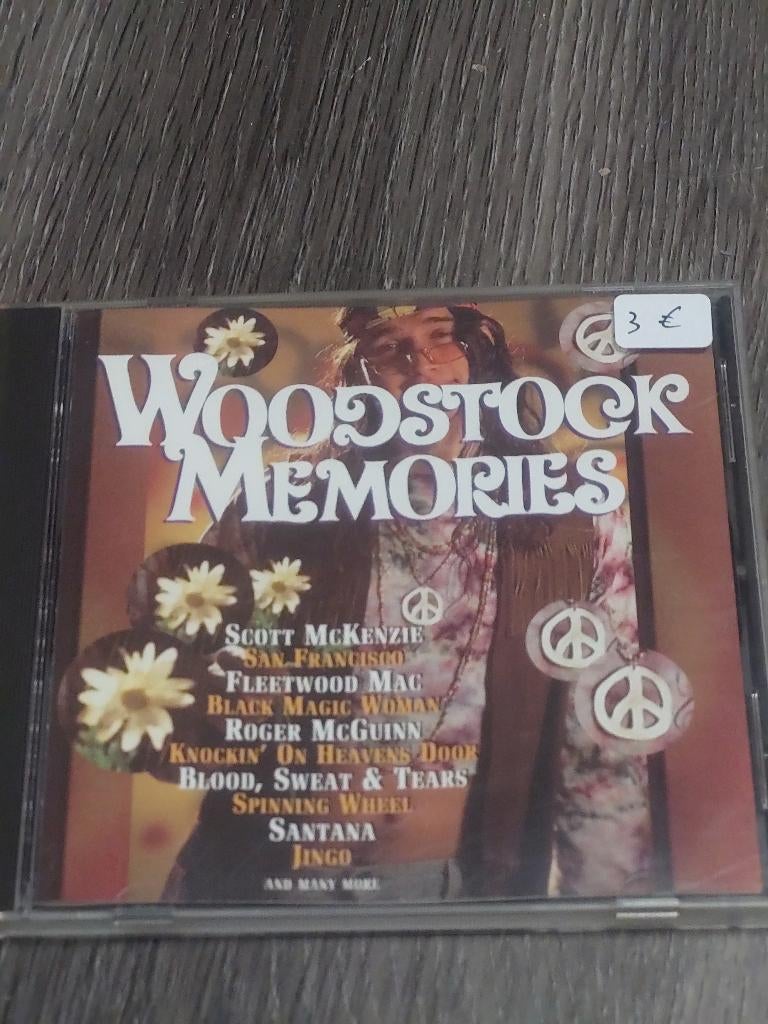 3 €
WOODSTOCK
MEMORIES
SCOTT MCKENZIE
SAN FRANCISCO
FLEETWOOD MAC
BLACK MAGIC WOMAN
ROGER MCGUINN
KNOCKIN' ON HEAVENS DOOR
BLOOD, SWEAT & TEARS
SPINNING WHEEL
SANTANA
JINGO
AND MANY MORE